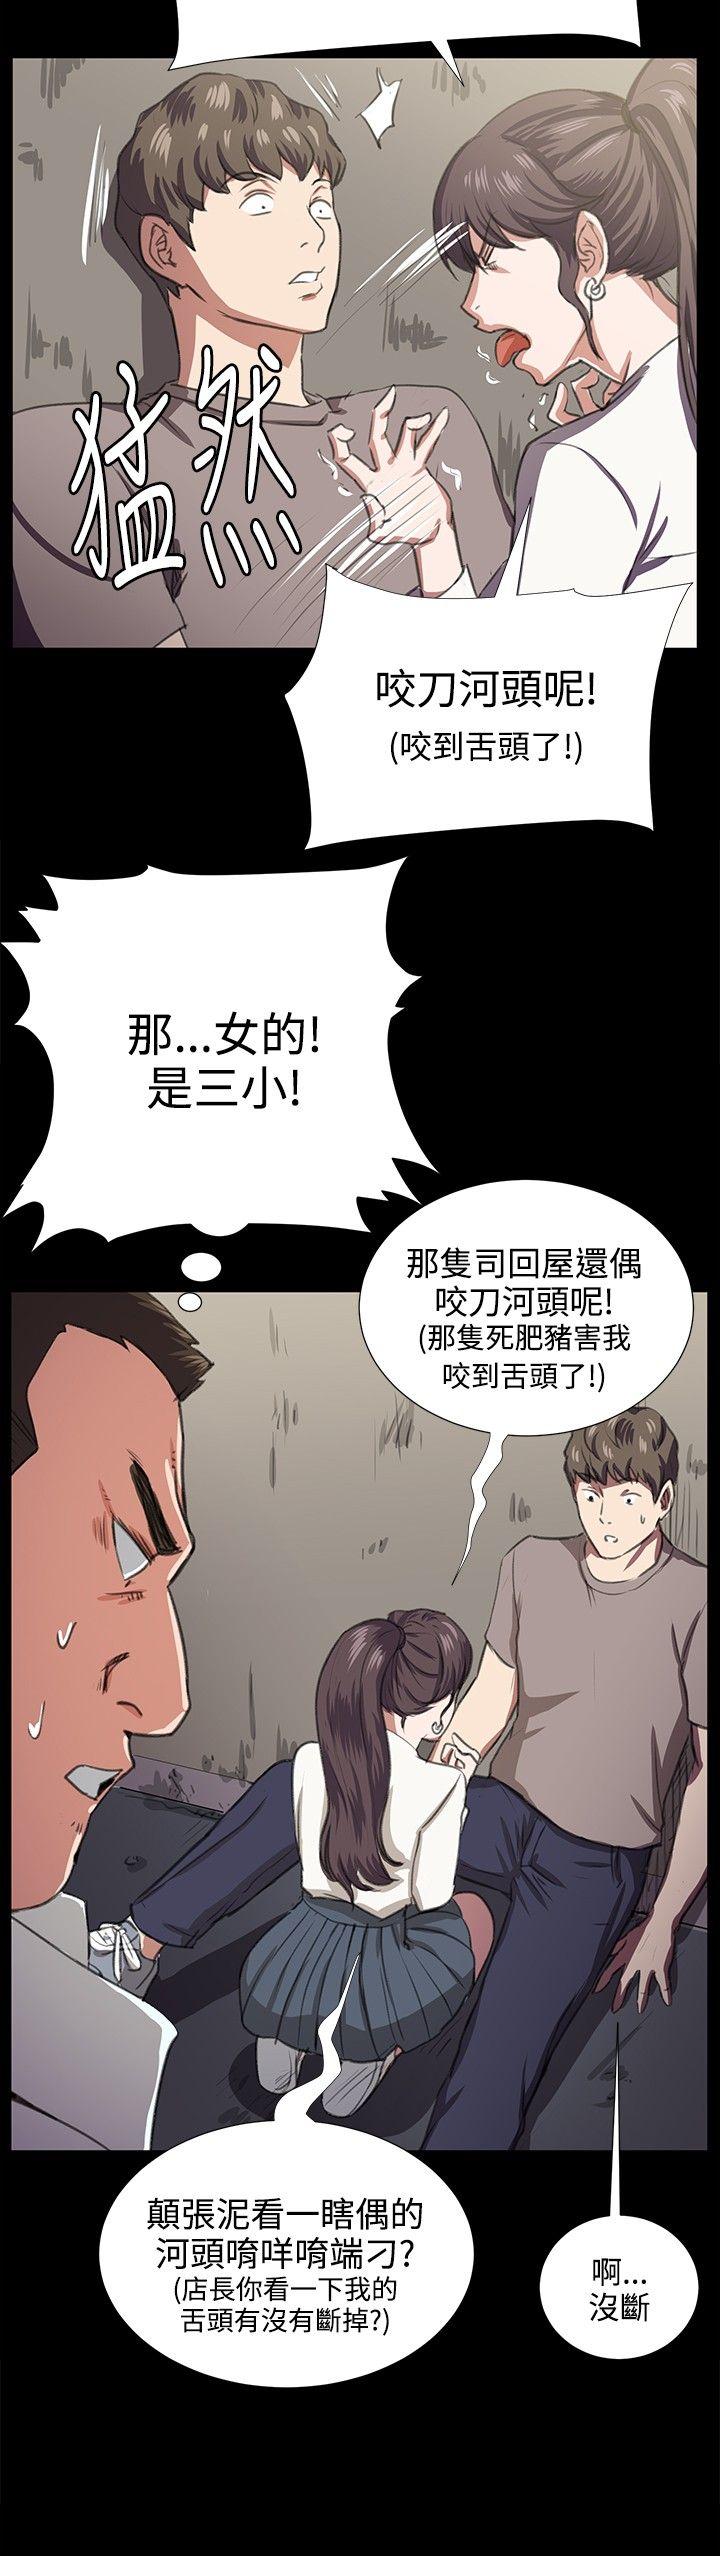 猛然
咬刀河頭呢!
(咬到舌頭了!)
那...女的!
是三小!
那隻司回屋還偶
咬刀河頭呢!
(那隻死肥豬害我
咬到舌頭了!)
顛張泥看一瞎偶的
河頭唷咩唷端刁?
(店長你看一下我的
舌頭有沒有斷掉?)
啊...
沒斷